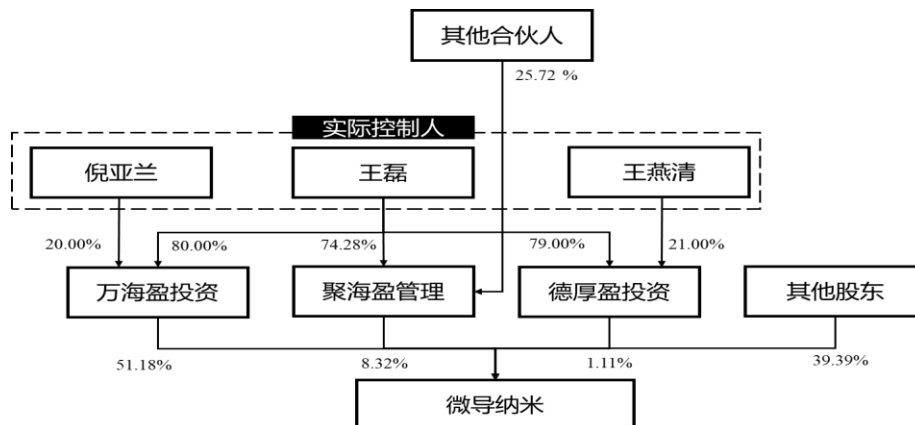 其他合伙人
25.72 %
实际控制人
倪亚兰
王磊
王燕清
20.00%
80.00%
74.28%
79.00%
21.00%
万海盈投资
聚海盈管理
德厚盈投资
其他股东
51.18%
8.32%
1.11%
39.39%
微导纳米